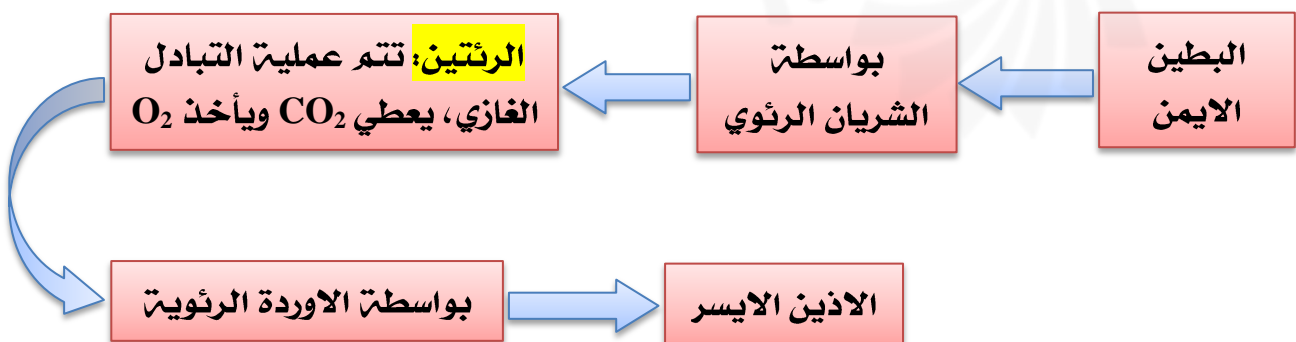 البطين
الايمن
بواسطة
الشريان الرئوي
الرئتين: تتم عملية التبادل
الغازي، يعطي CO₂ ويأخذ O₂
بواسطة الاوردة الرئوية
الاذين الايسر